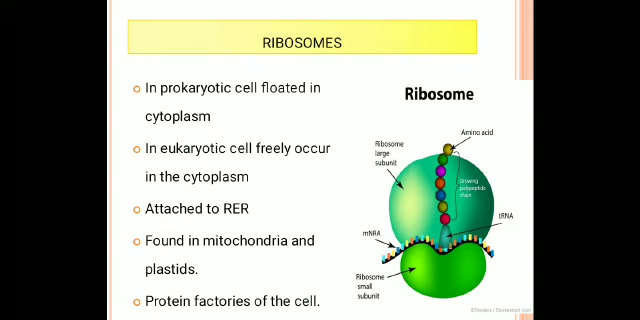 RIBOSOMES
In prokaryotic cell floated in
cytoplasm
In eukaryotic cell freely occur
in the cytoplasm
Attached to RER
Found in mitochondria and
plastids.
Protein factories of the cell.
Ribosome
Amino acid
Ribosome
large
subunit
Growing
polypeptide
chain
tRNA
mNRA
Ribosome
small
subunit